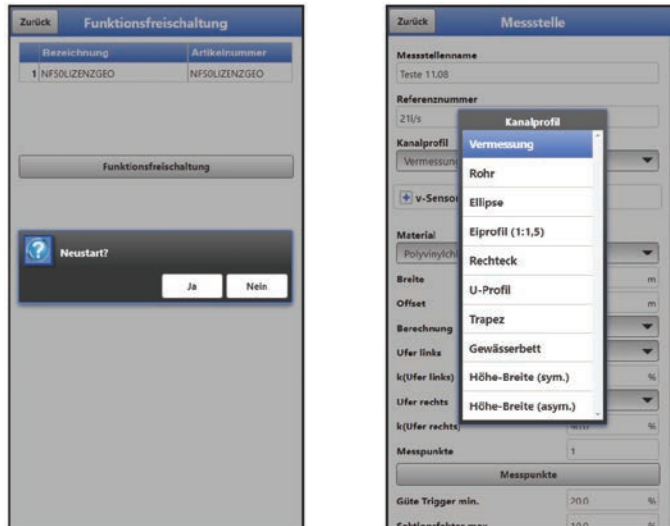 Zurück Funktionsfreischaltung
Bezeichnung Artikelnummer
1 NFS0LIZENZGEO NFS0LIZENZGEO
Funktionsfreischaltung
Neustart?
Ja Nein
Zurück Messstelle
Messstellenname
Teste 11.08
Referenznummer
21l/s
Kanalprofil
Vermessung
v-Senso
Material
Polyvinylchl
Breite m
Offset m
Berechnung
Ufer links
k(Ufer links) %
Ufer rechts
k(Ufer rechts) %
Messpunkte 1
Messpunkte
Güte Trigger min. 20.0 %
Kanalprofil
Vermessung
Rohr
Ellipse
Eiprofil (1:1,5)
Rechteck
U-Profil
Trapez
Gewässerbett
Höhe-Breite (sym.)
Höhe-Breite (asym.)